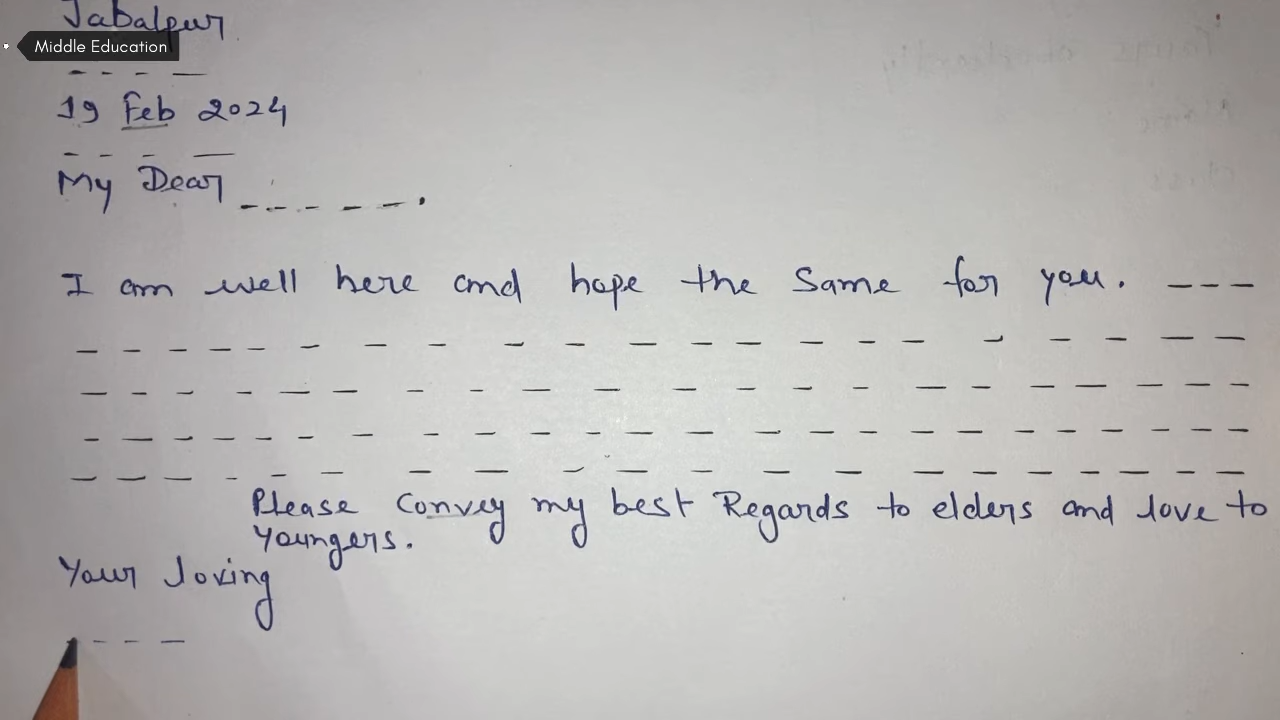 Jabalpur
Middle Education
19 Feb 2024
My Dear _ _ _ _ _ .
I am well here and hope the Same for you. _ _ _
Please Convey my best Regards to elders and love to
Youngers.
Your loving